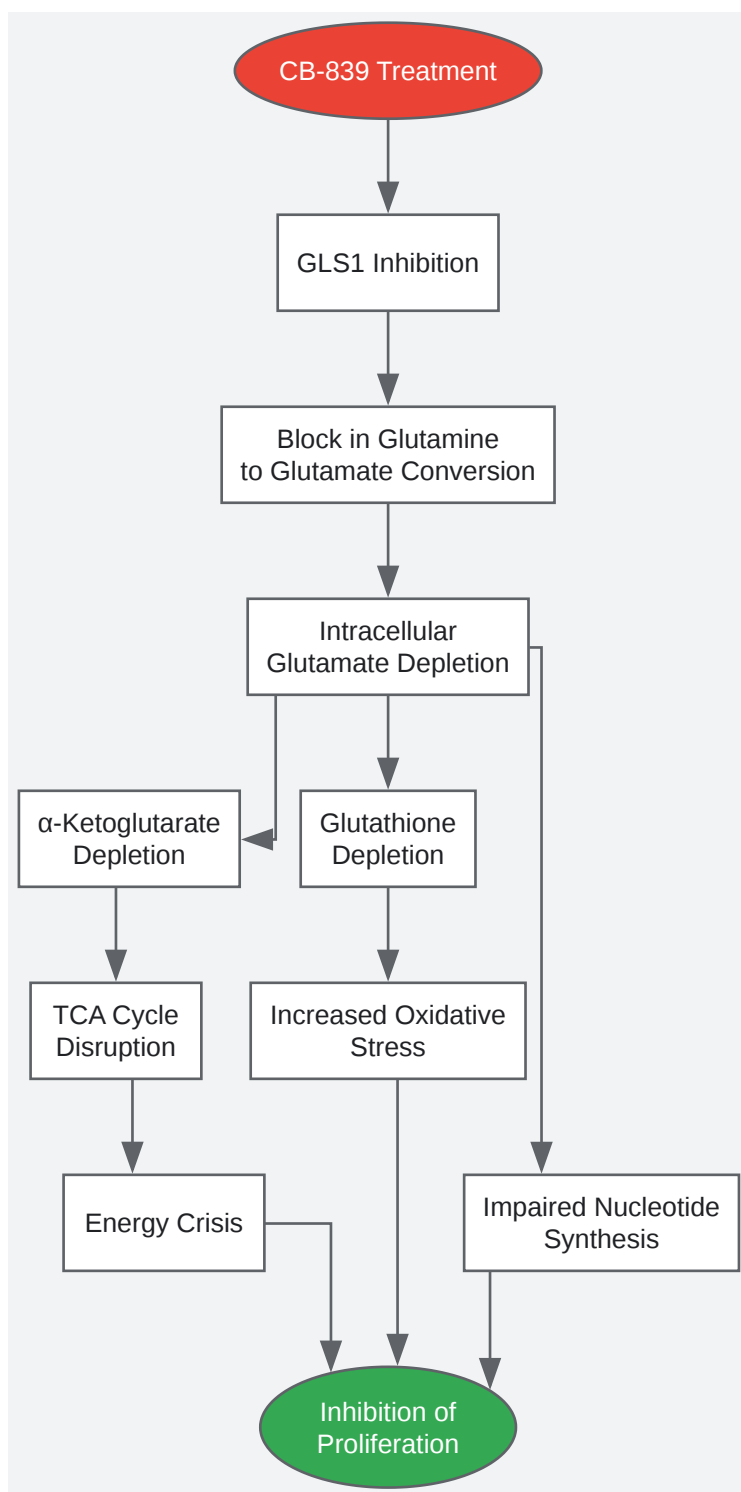 CB-839 Treatment
GLS1 Inhibition
Block in Glutamine
to Glutamate Conversion
Intracellular
Glutamate Depletion
α-Ketoglutarate
Depletion
Glutathione
Depletion
TCA Cycle
Disruption
Increased Oxidative
Stress
Energy Crisis
Impaired Nucleotide
Synthesis
Inhibition of
Proliferation